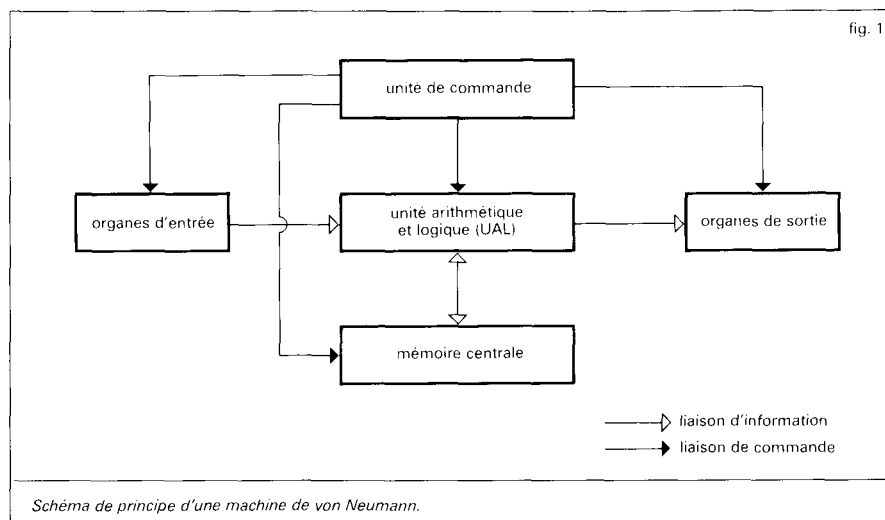 fig. 1
unité de commande
organes d'entrée
unité arithmétique
et logique (UAL)
organes de sortie
mémoire centrale
liaison d'information
liaison de commande
Schéma de principe d'une machine de von Neumann.